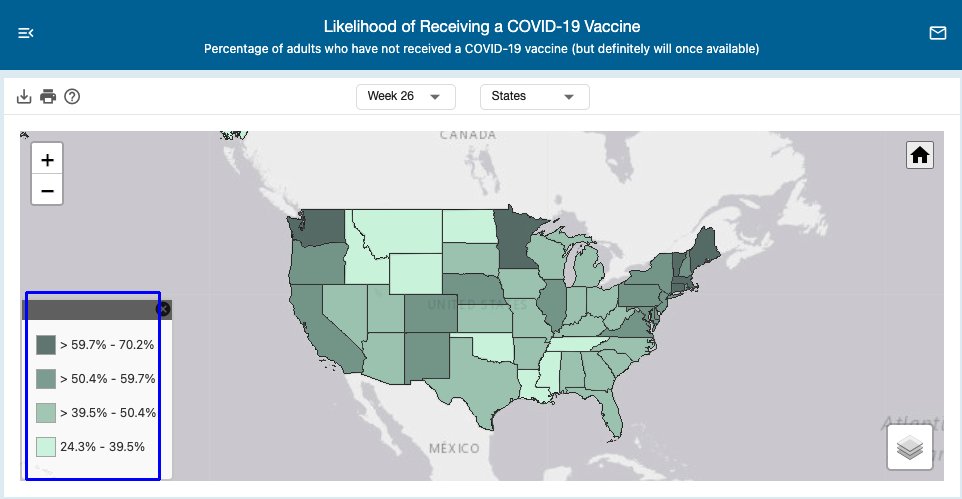 Likelihood of Receiving a COVID-19 Vaccine
Percentage of adults who have not received a COVID-19 vaccine (but definitely will once available)
Week 26
States
CANADA
+
−
UNITED STATES
> 59.7% - 70.2%
> 50.4% - 59.7%
> 39.5% - 50.4%
24.3% - 39.5%
MÉXICO